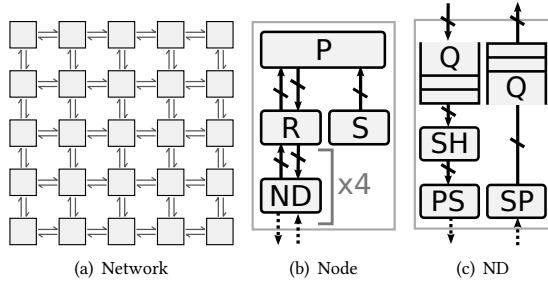 P
R
S
ND
x4
Q
Q
SH
PS
SP
(a) Network
(b) Node
(c) ND